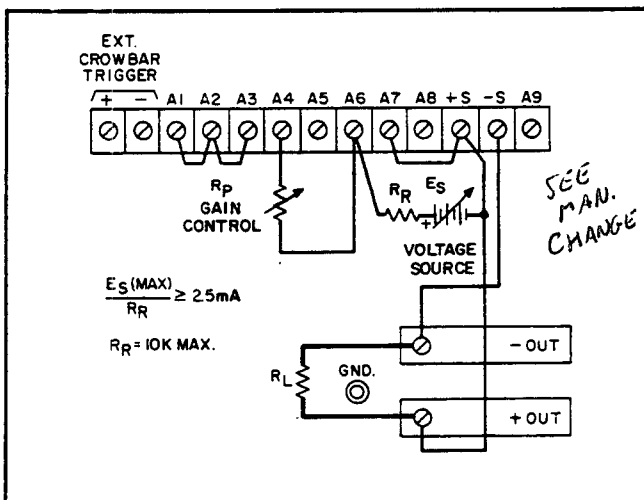 EXT.
CROWBAR
TRIGGER
+ - A1 A2 A3 A4 A5 A6 A7 A8 +S -S A9
RP
GAIN
CONTROL
RR
ES
+
VOLTAGE
SOURCE
SEE
MAN.
CHANGE
ES(MAX)
RR
≥ 2.5mA
RR = 10K MAX.
RL
GND.
- OUT
+ OUT